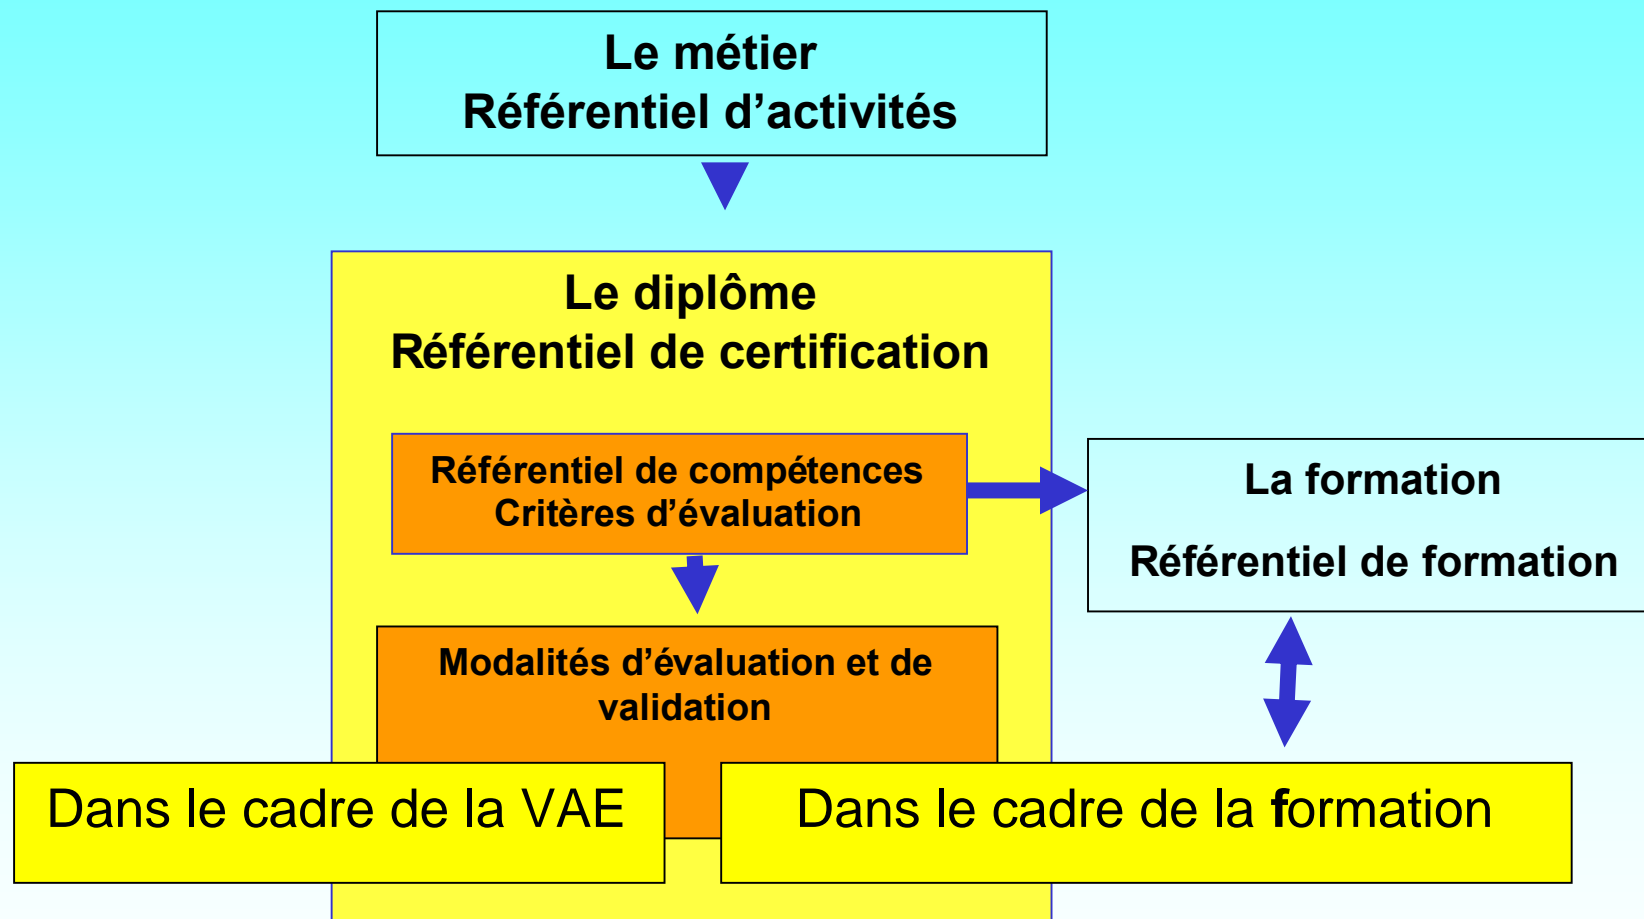 Le métier
Référentiel d’activités
Le diplôme
Référentiel de certification
Référentiel de compétences
Critères d’évaluation
La formation
Référentiel de formation
Modalités d’évaluation et de
validation
Dans le cadre de la VAE
Dans le cadre de la formation